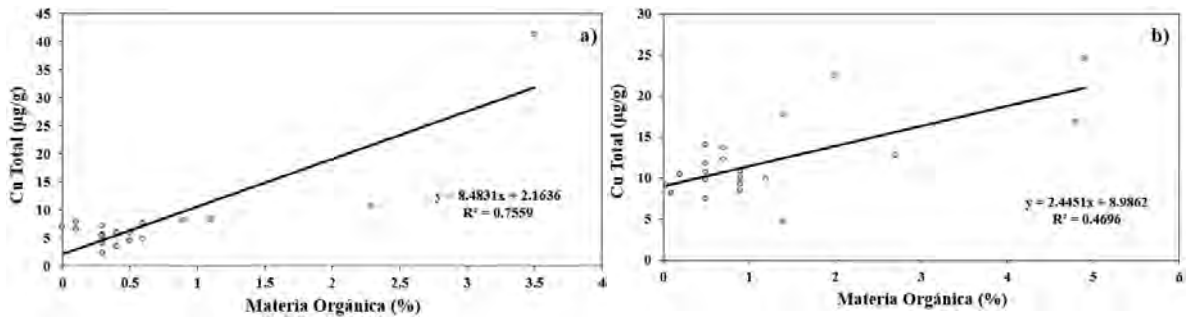 a)
45
40
35
30
25
20
15
10
5
0
Cu Total (µg/g)
y = 8.4831x + 2.1636
R² = 0.7559
0 0.5 1 1.5 2 2.5 3 3.5 4
Materia Orgánica (%)
b)
30
25
20
15
10
5
0
Cu Total (µg/g)
y = 2.4451x + 8.9862
R² = 0.4696
0 1 2 3 4 5 6
Materia Orgánica (%)